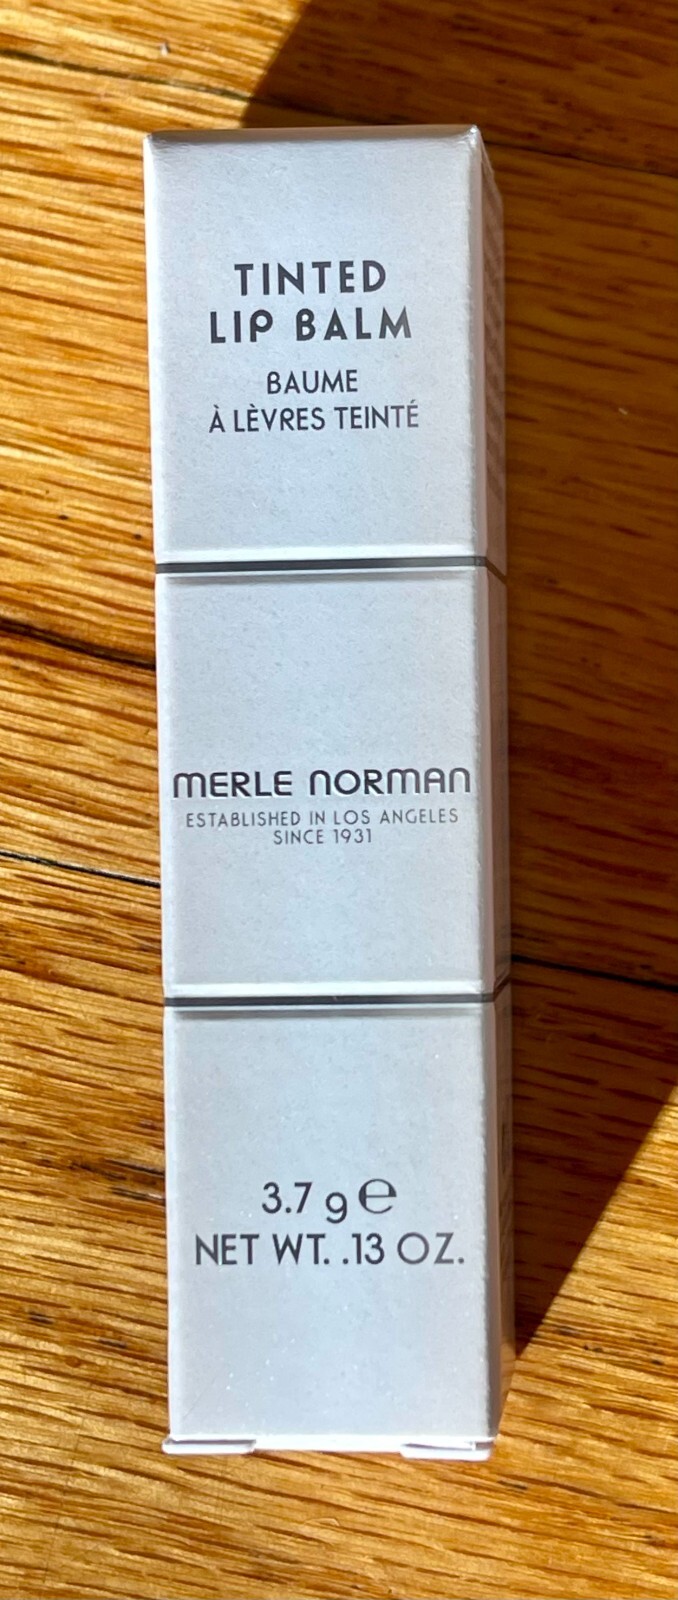 TINTED
LIP BALM
BAUME
À LÈVRES TEINTÉ
MERLE NORMAN
ESTABLISHED IN LOS ANGELES
SINCE 1931
3.7 g ℮
NET WT. .13 OZ.